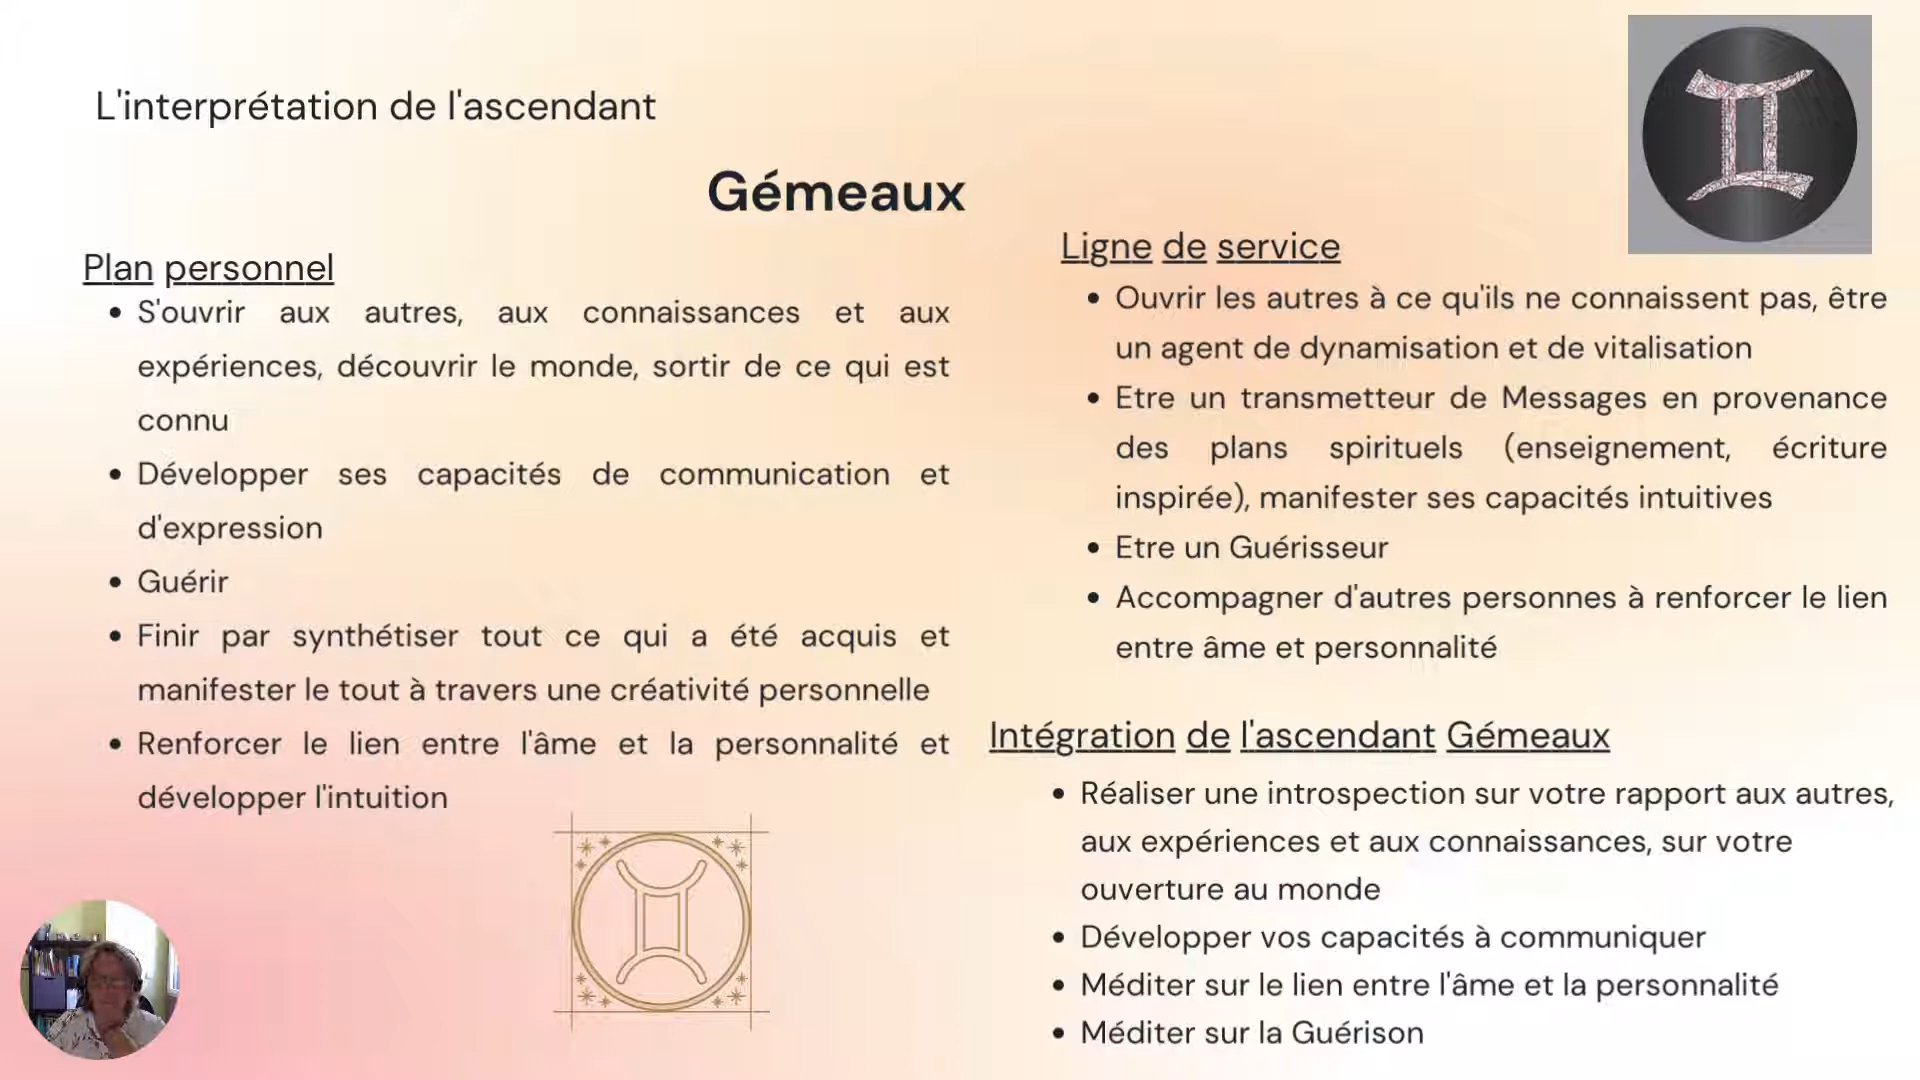 L'interprétation de l'ascendant
Gémeaux
Plan personnel
S'ouvrir aux autres, aux connaissances et aux
expériences, découvrir le monde, sortir de ce qui est
connu
Développer ses capacités de communication et
d'expression
Guérir
Finir par synthétiser tout ce qui a été acquis et
manifester le tout à travers une créativité personnelle
Renforcer le lien entre l'âme et la personnalité et
développer l'intuition
Ligne de service
Ouvrir les autres à ce qu'ils ne connaissent pas, être
un agent de dynamisation et de vitalisation
Etre un transmetteur de Messages en provenance
des plans spirituels (enseignement, écriture
inspirée), manifester ses capacités intuitives
Etre un Guérisseur
Accompagner d'autres personnes à renforcer le lien
entre âme et personnalité
Intégration de l'ascendant Gémeaux
Réaliser une introspection sur votre rapport aux autres,
aux expériences et aux connaissances, sur votre
ouverture au monde
Développer vos capacités à communiquer
Méditer sur le lien entre l'âme et la personnalité
Méditer sur la Guérison